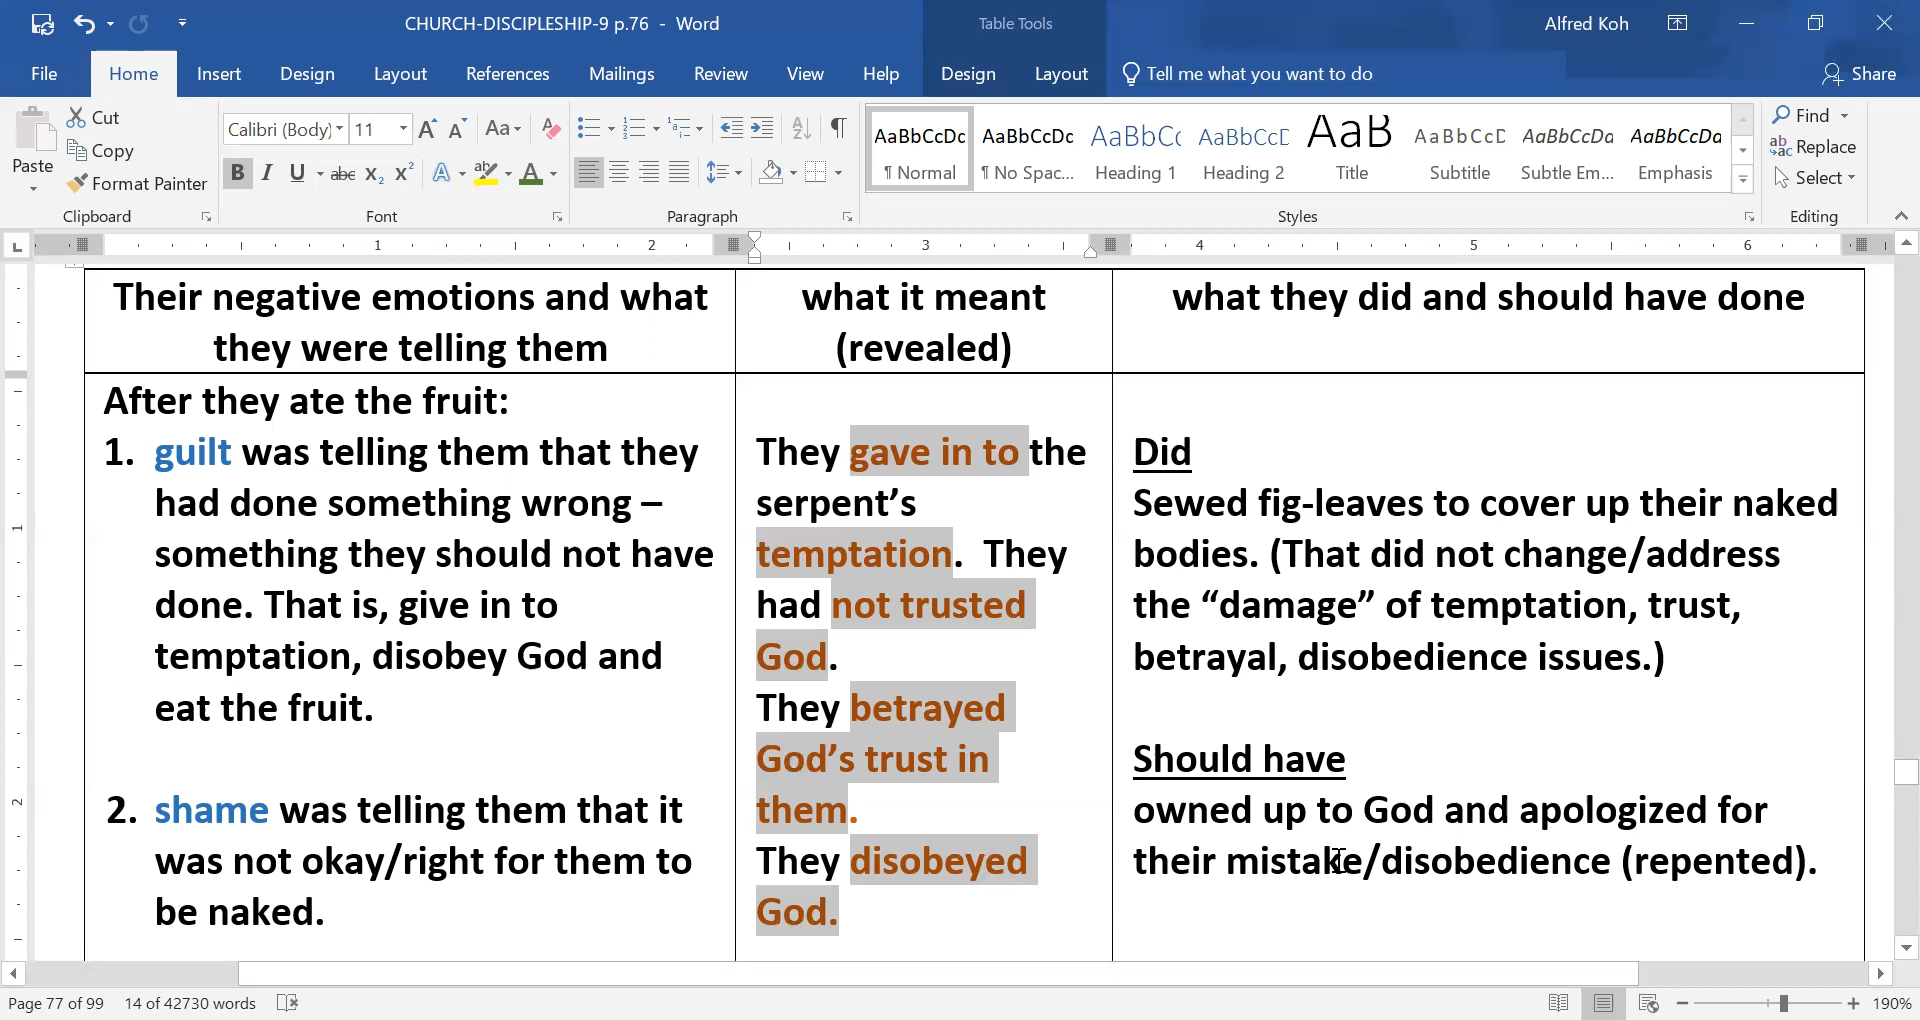 CHURCH-DISCIPLESHIP-9 p.76 - Word
Table Tools
Alfred Koh
File Home Insert Design Layout References Mailings Review View Help Design Layout Tell me what you want to do Share
Paste
Cut
Copy
Format Painter
Clipboard
Calibri (Body) 11
Font
Paragraph
AaBbCcDc AaBbCcDc AaBbCc AaBbCcE AaB AaBbCcD AaBbCcDa AaBbCcDa
¶ Normal ¶ No Spac... Heading 1 Heading 2 Title Subtitle Subtle Em... Emphasis
Styles
Find
Replace
Select
Editing
1 2 3 4 5 6
Their negative emotions and what
they were telling them
what it meant
(revealed)
what they did and should have done
After they ate the fruit:
1. guilt was telling them that they
had done something wrong –
something they should not have
done. That is, give in to
temptation, disobey God and
eat the fruit.
2. shame was telling them that it
was not okay/right for them to
be naked.
They gave in to the
serpent’s
temptation. They
had not trusted
God.
They betrayed
God’s trust in
them.
They disobeyed
God.
Did
Sewed fig-leaves to cover up their naked
bodies. (That did not change/address
the “damage” of temptation, trust,
betrayal, disobedience issues.)
Should have
owned up to God and apologized for
their mistake/disobedience (repented).
1
2
Page 77 of 99 14 of 42730 words
190%